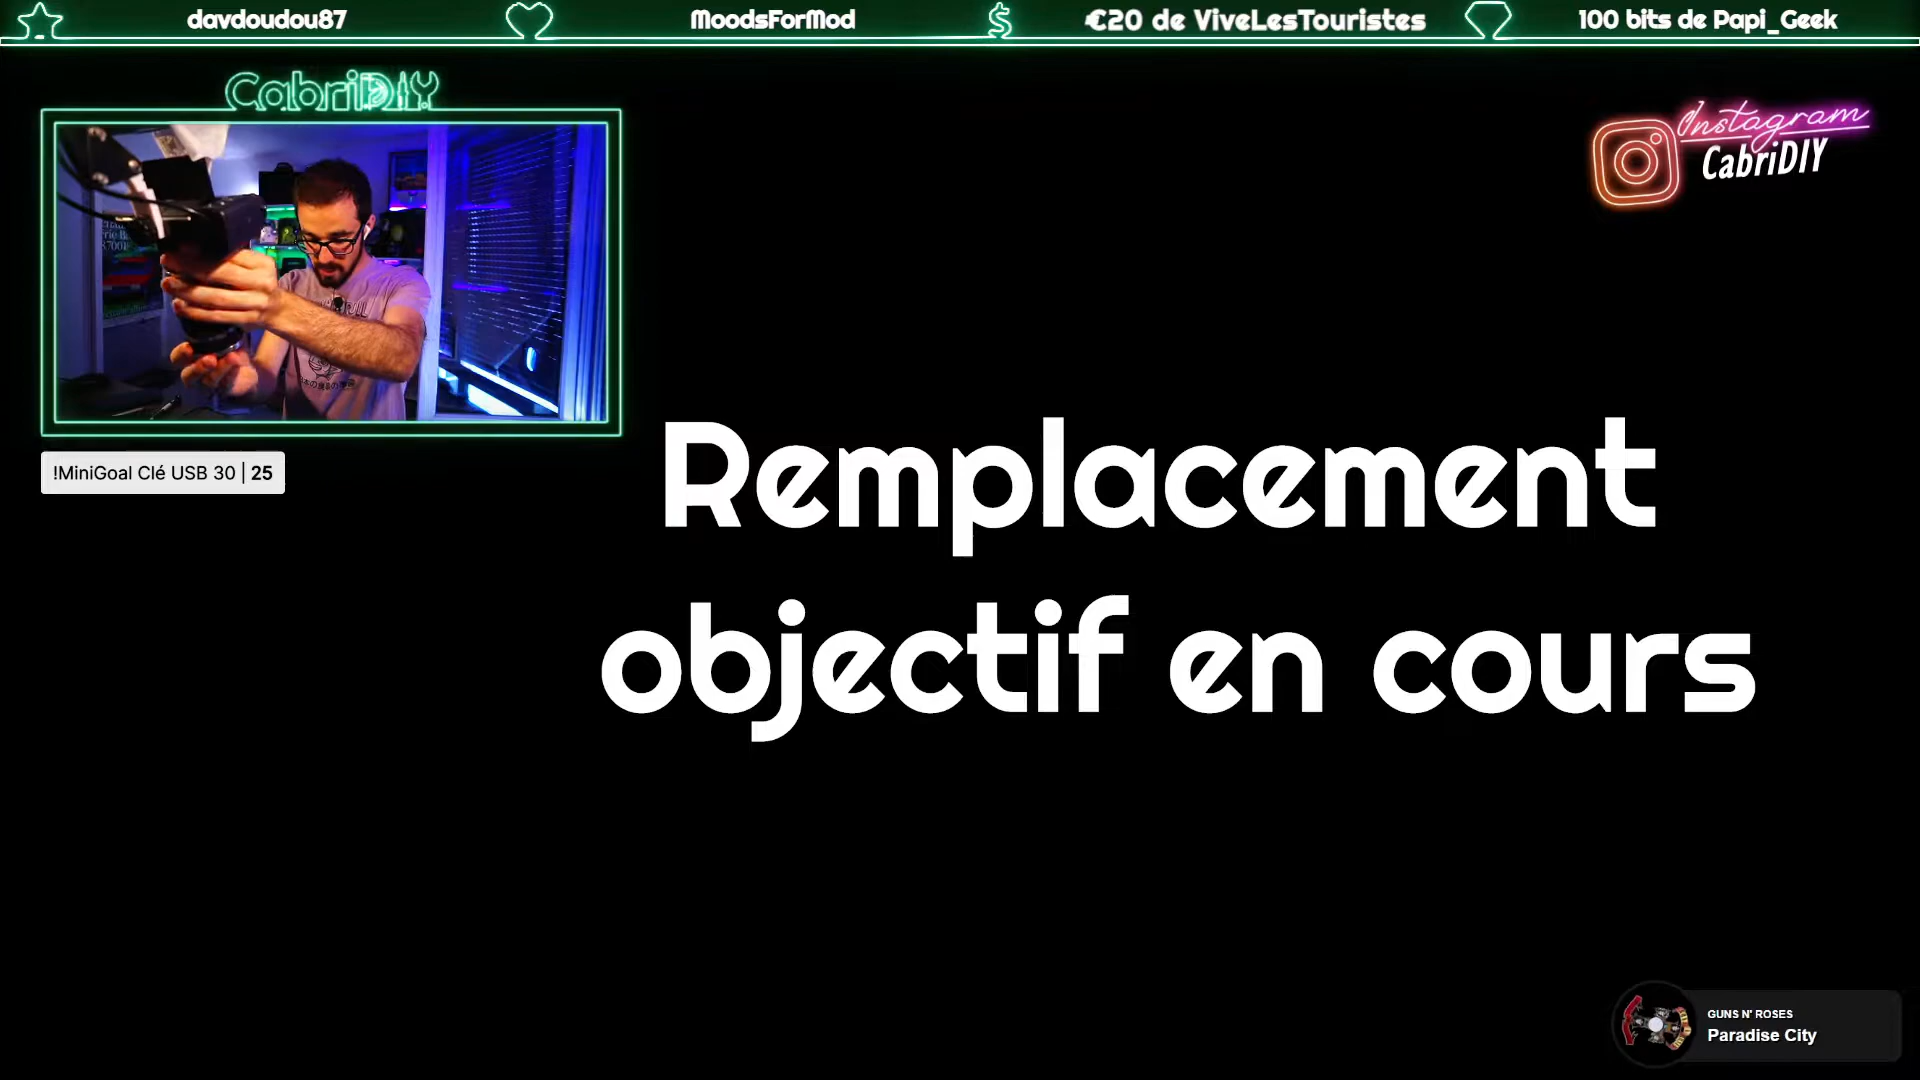 davdoudou87
MoodsForMod
€20 de ViveLesTouristes
100 bits de Papi_Geek
CabriDIY
Instagram
CabriDIY
!MiniGoal Clé USB 30 | 25
Remplacement
objectif en cours
GUNS N' ROSES
Paradise City